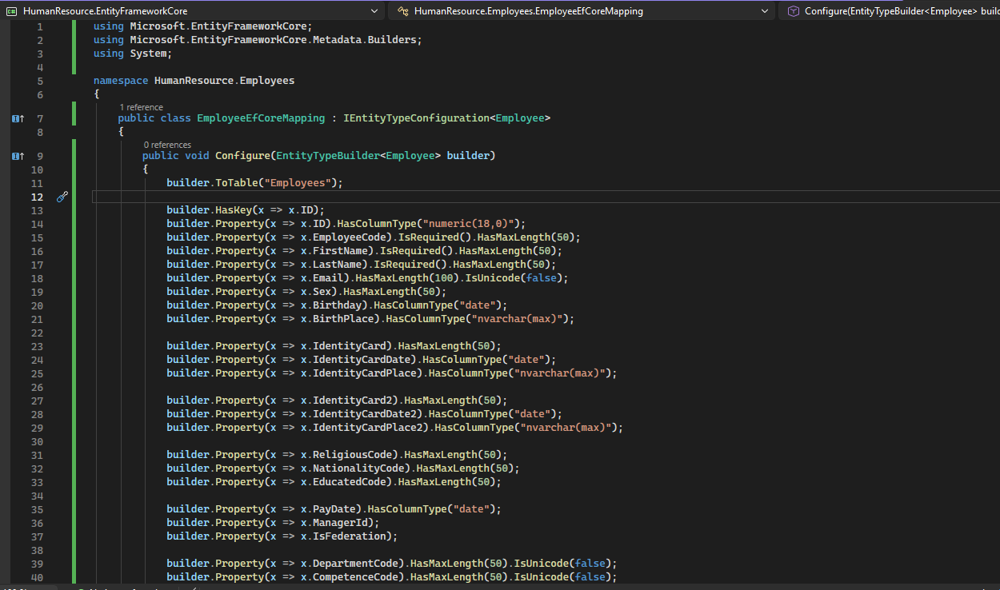 HumanResource.EntityFrameworkCore
HumanResource.Employees.EmployeeEfCoreMapping
Configure(EntityTypeBuilder<Employee> build
1 using Microsoft.EntityFrameworkCore;
2 using Microsoft.EntityFrameworkCore.Metadata.Builders;
3 using System;
4
5 namespace HumanResource.Employees
6 {
1 reference
7 public class EmployeeEfCoreMapping : IEntityTypeConfiguration<Employee>
8 {
0 references
9 public void Configure(EntityTypeBuilder<Employee> builder)
10 {
11 builder.ToTable("Employees");
12
13 builder.HasKey(x => x.ID);
14 builder.Property(x => x.ID).HasColumnType("numeric(18,0)");
15 builder.Property(x => x.EmployeeCode).IsRequired().HasMaxLength(50);
16 builder.Property(x => x.FirstName).IsRequired().HasMaxLength(50);
17 builder.Property(x => x.LastName).IsRequired().HasMaxLength(50);
18 builder.Property(x => x.Email).HasMaxLength(100).IsUnicode(false);
19 builder.Property(x => x.Sex).HasMaxLength(50);
20 builder.Property(x => x.Birthday).HasColumnType("date");
21 builder.Property(x => x.BirthPlace).HasColumnType("nvarchar(max)");
22
23 builder.Property(x => x.IdentityCard).HasMaxLength(50);
24 builder.Property(x => x.IdentityCardDate).HasColumnType("date");
25 builder.Property(x => x.IdentityCardPlace).HasColumnType("nvarchar(max)");
26
27 builder.Property(x => x.IdentityCard2).HasMaxLength(50);
28 builder.Property(x => x.IdentityCardDate2).HasColumnType("date");
29 builder.Property(x => x.IdentityCardPlace2).HasColumnType("nvarchar(max)");
30
31 builder.Property(x => x.ReligiousCode).HasMaxLength(50);
32 builder.Property(x => x.NationalityCode).HasMaxLength(50);
33 builder.Property(x => x.EducatedCode).HasMaxLength(50);
34
35 builder.Property(x => x.PayDate).HasColumnType("date");
36 builder.Property(x => x.ManagerId);
37 builder.Property(x => x.IsFederation);
38
39 builder.Property(x => x.DepartmentCode).HasMaxLength(50).IsUnicode(false);
40 builder.Property(x => x.CompetenceCode).HasMaxLength(50).IsUnicode(false);